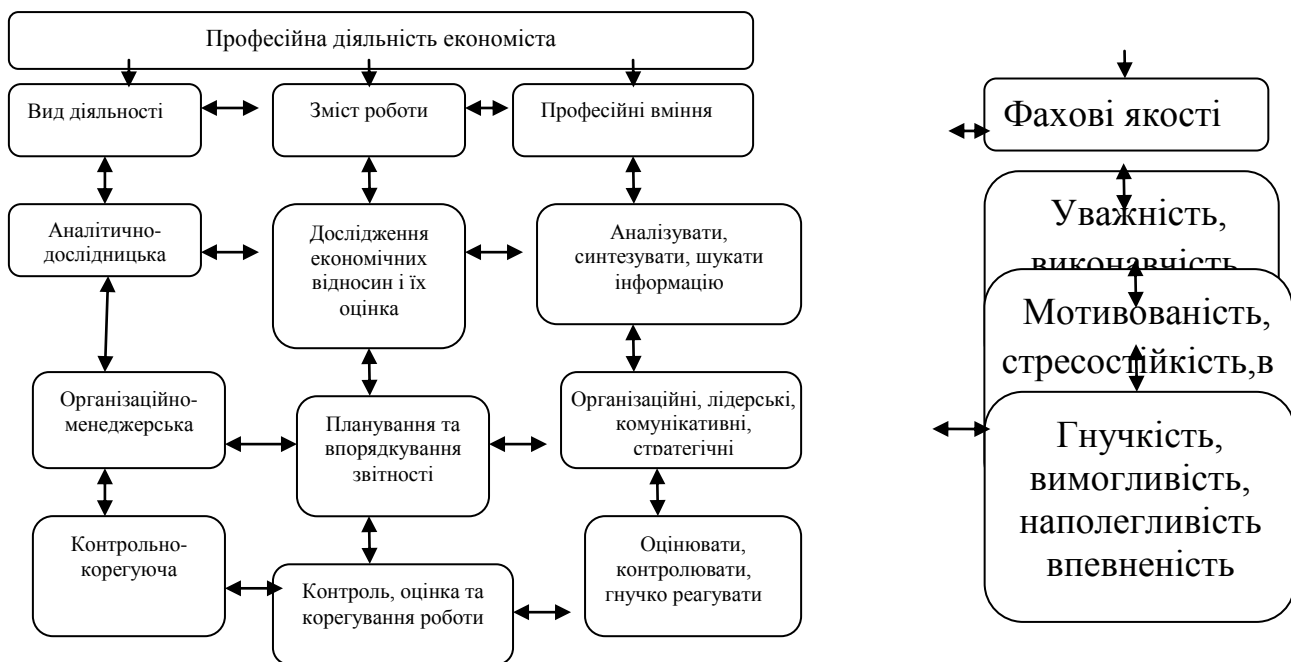 Професійна діяльність економіста
Вид діяльності
Зміст роботи
Професійні вміння
Фахові якості
Аналітично-
дослідницька
Дослідження
економічних
відносин і їх
оцінка
Аналізувати,
синтезувати, шукати
інформацію
Уважність,
виконавчість
Організаційно-
менеджерська
Планування та
впорядкування
звітності
Організаційні, лідерські,
комунікативні,
стратегічні
Мотивованість,
стресостійкість,в
Контрольно-
корегуюча
Контроль, оцінка та
корегування роботи
Оцінювати,
контролювати,
гнучко реагувати
Гнучкість,
вимогливість,
наполегливість
впевненість